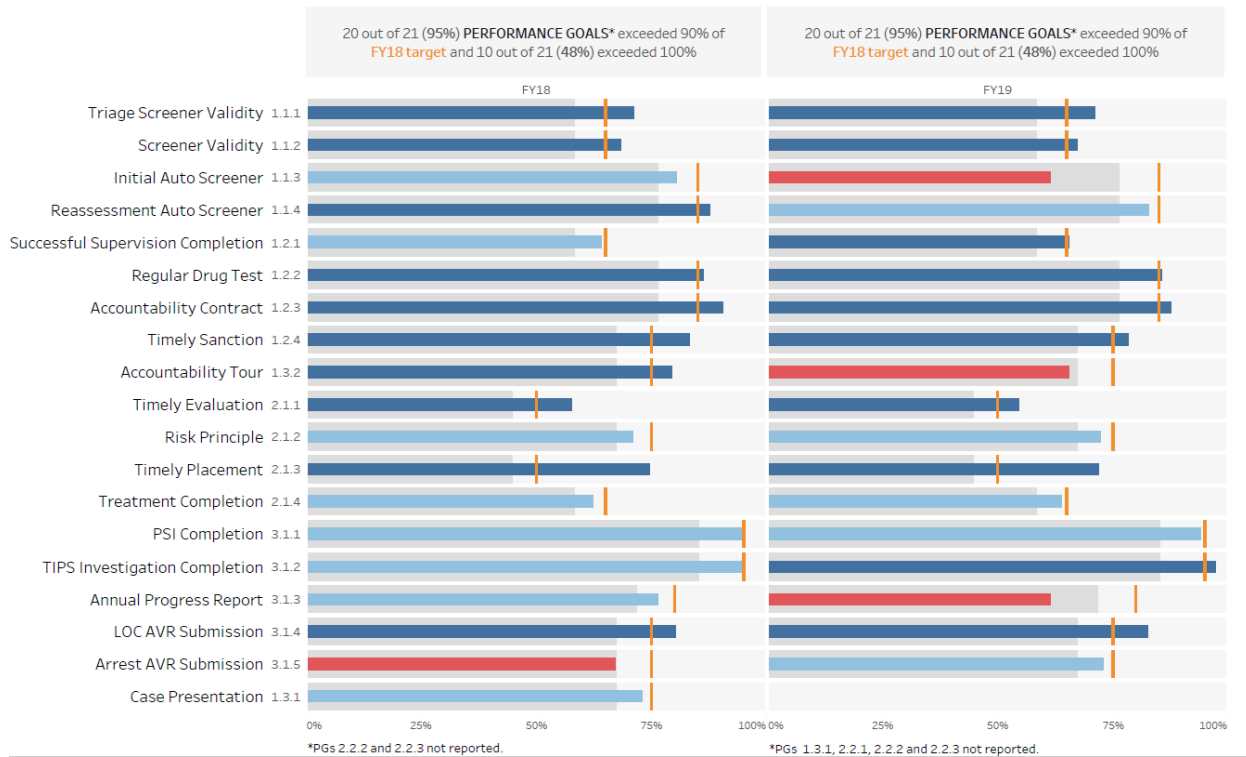 20 out of 21 (95%) PERFORMANCE GOALS* exceeded 90% of
FY18 target and 10 out of 21 (48%) exceeded 100%
20 out of 21 (95%) PERFORMANCE GOALS* exceeded 90% of
FY18 target and 10 out of 21 (48%) exceeded 100%
FY18
FY19
Triage Screener Validity 1.1.1
Screener Validity 1.1.2
Initial Auto Screener 1.1.3
Reassessment Auto Screener 1.1.4
Successful Supervision Completion 1.2.1
Regular Drug Test 1.2.2
Accountability Contract 1.2.3
Timely Sanction 1.2.4
Accountability Tour 1.3.2
Timely Evaluation 2.1.1
Risk Principle 2.1.2
Timely Placement 2.1.3
Treatment Completion 2.1.4
PSI Completion 3.1.1
TIPS Investigation Completion 3.1.2
Annual Progress Report 3.1.3
LOC AVR Submission 3.1.4
Arrest AVR Submission 3.1.5
Case Presentation 1.3.1
0% 25% 50% 75% 100%
0% 25% 50% 75% 100%
*PGs 2.2.2 and 2.2.3 not reported.
*PGs 1.3.1, 2.2.1, 2.2.2 and 2.2.3 not reported.